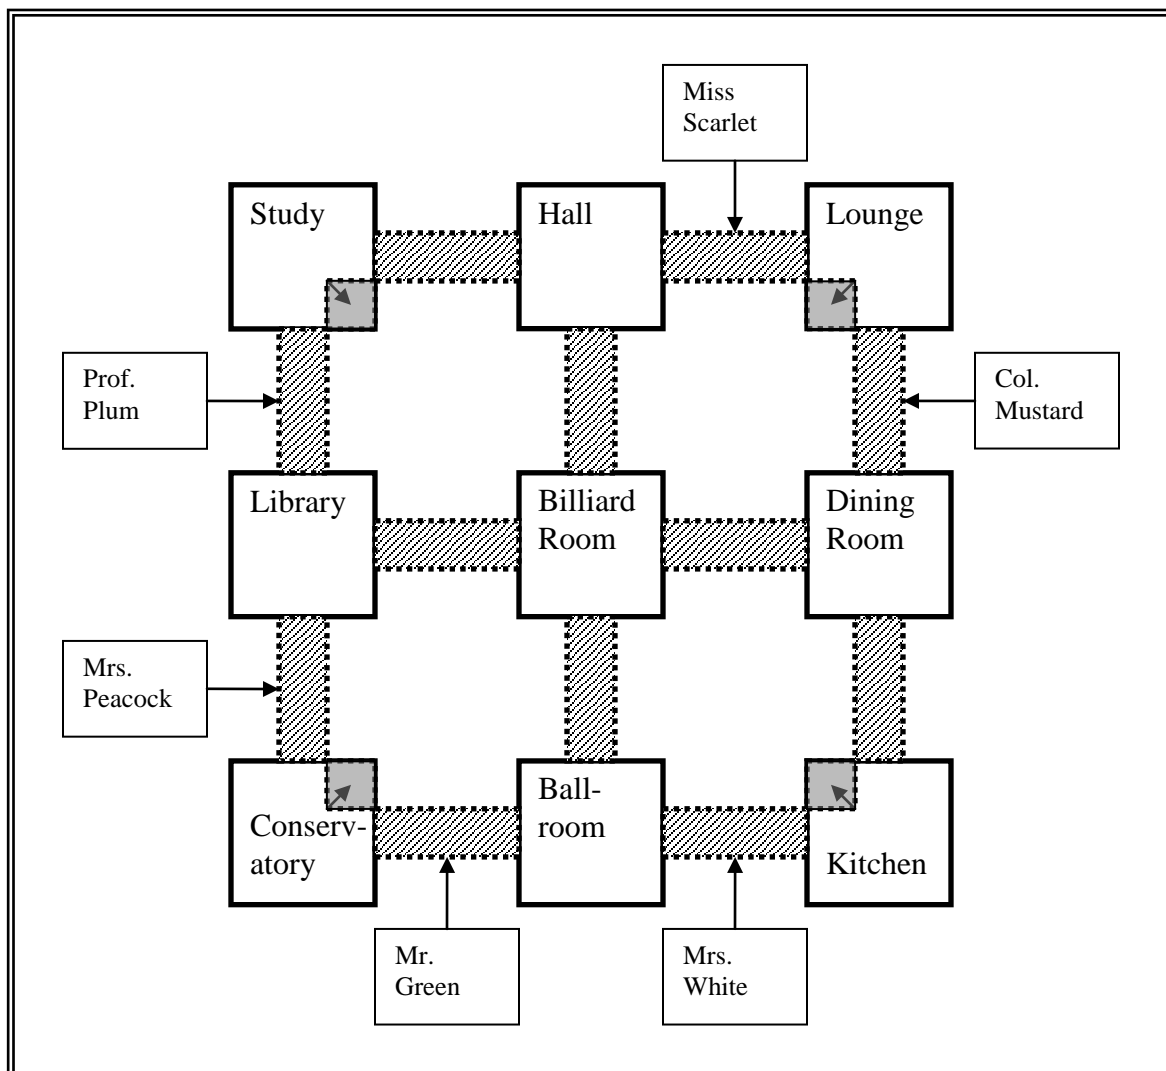 Miss
Scarlet
Study
Hall
Lounge
Prof.
Plum
Col.
Mustard
Library
Billiard
Room
Dining
Room
Mrs.
Peacock
Conserv-
atory
Ball-
room
Kitchen
Mr.
Green
Mrs.
White